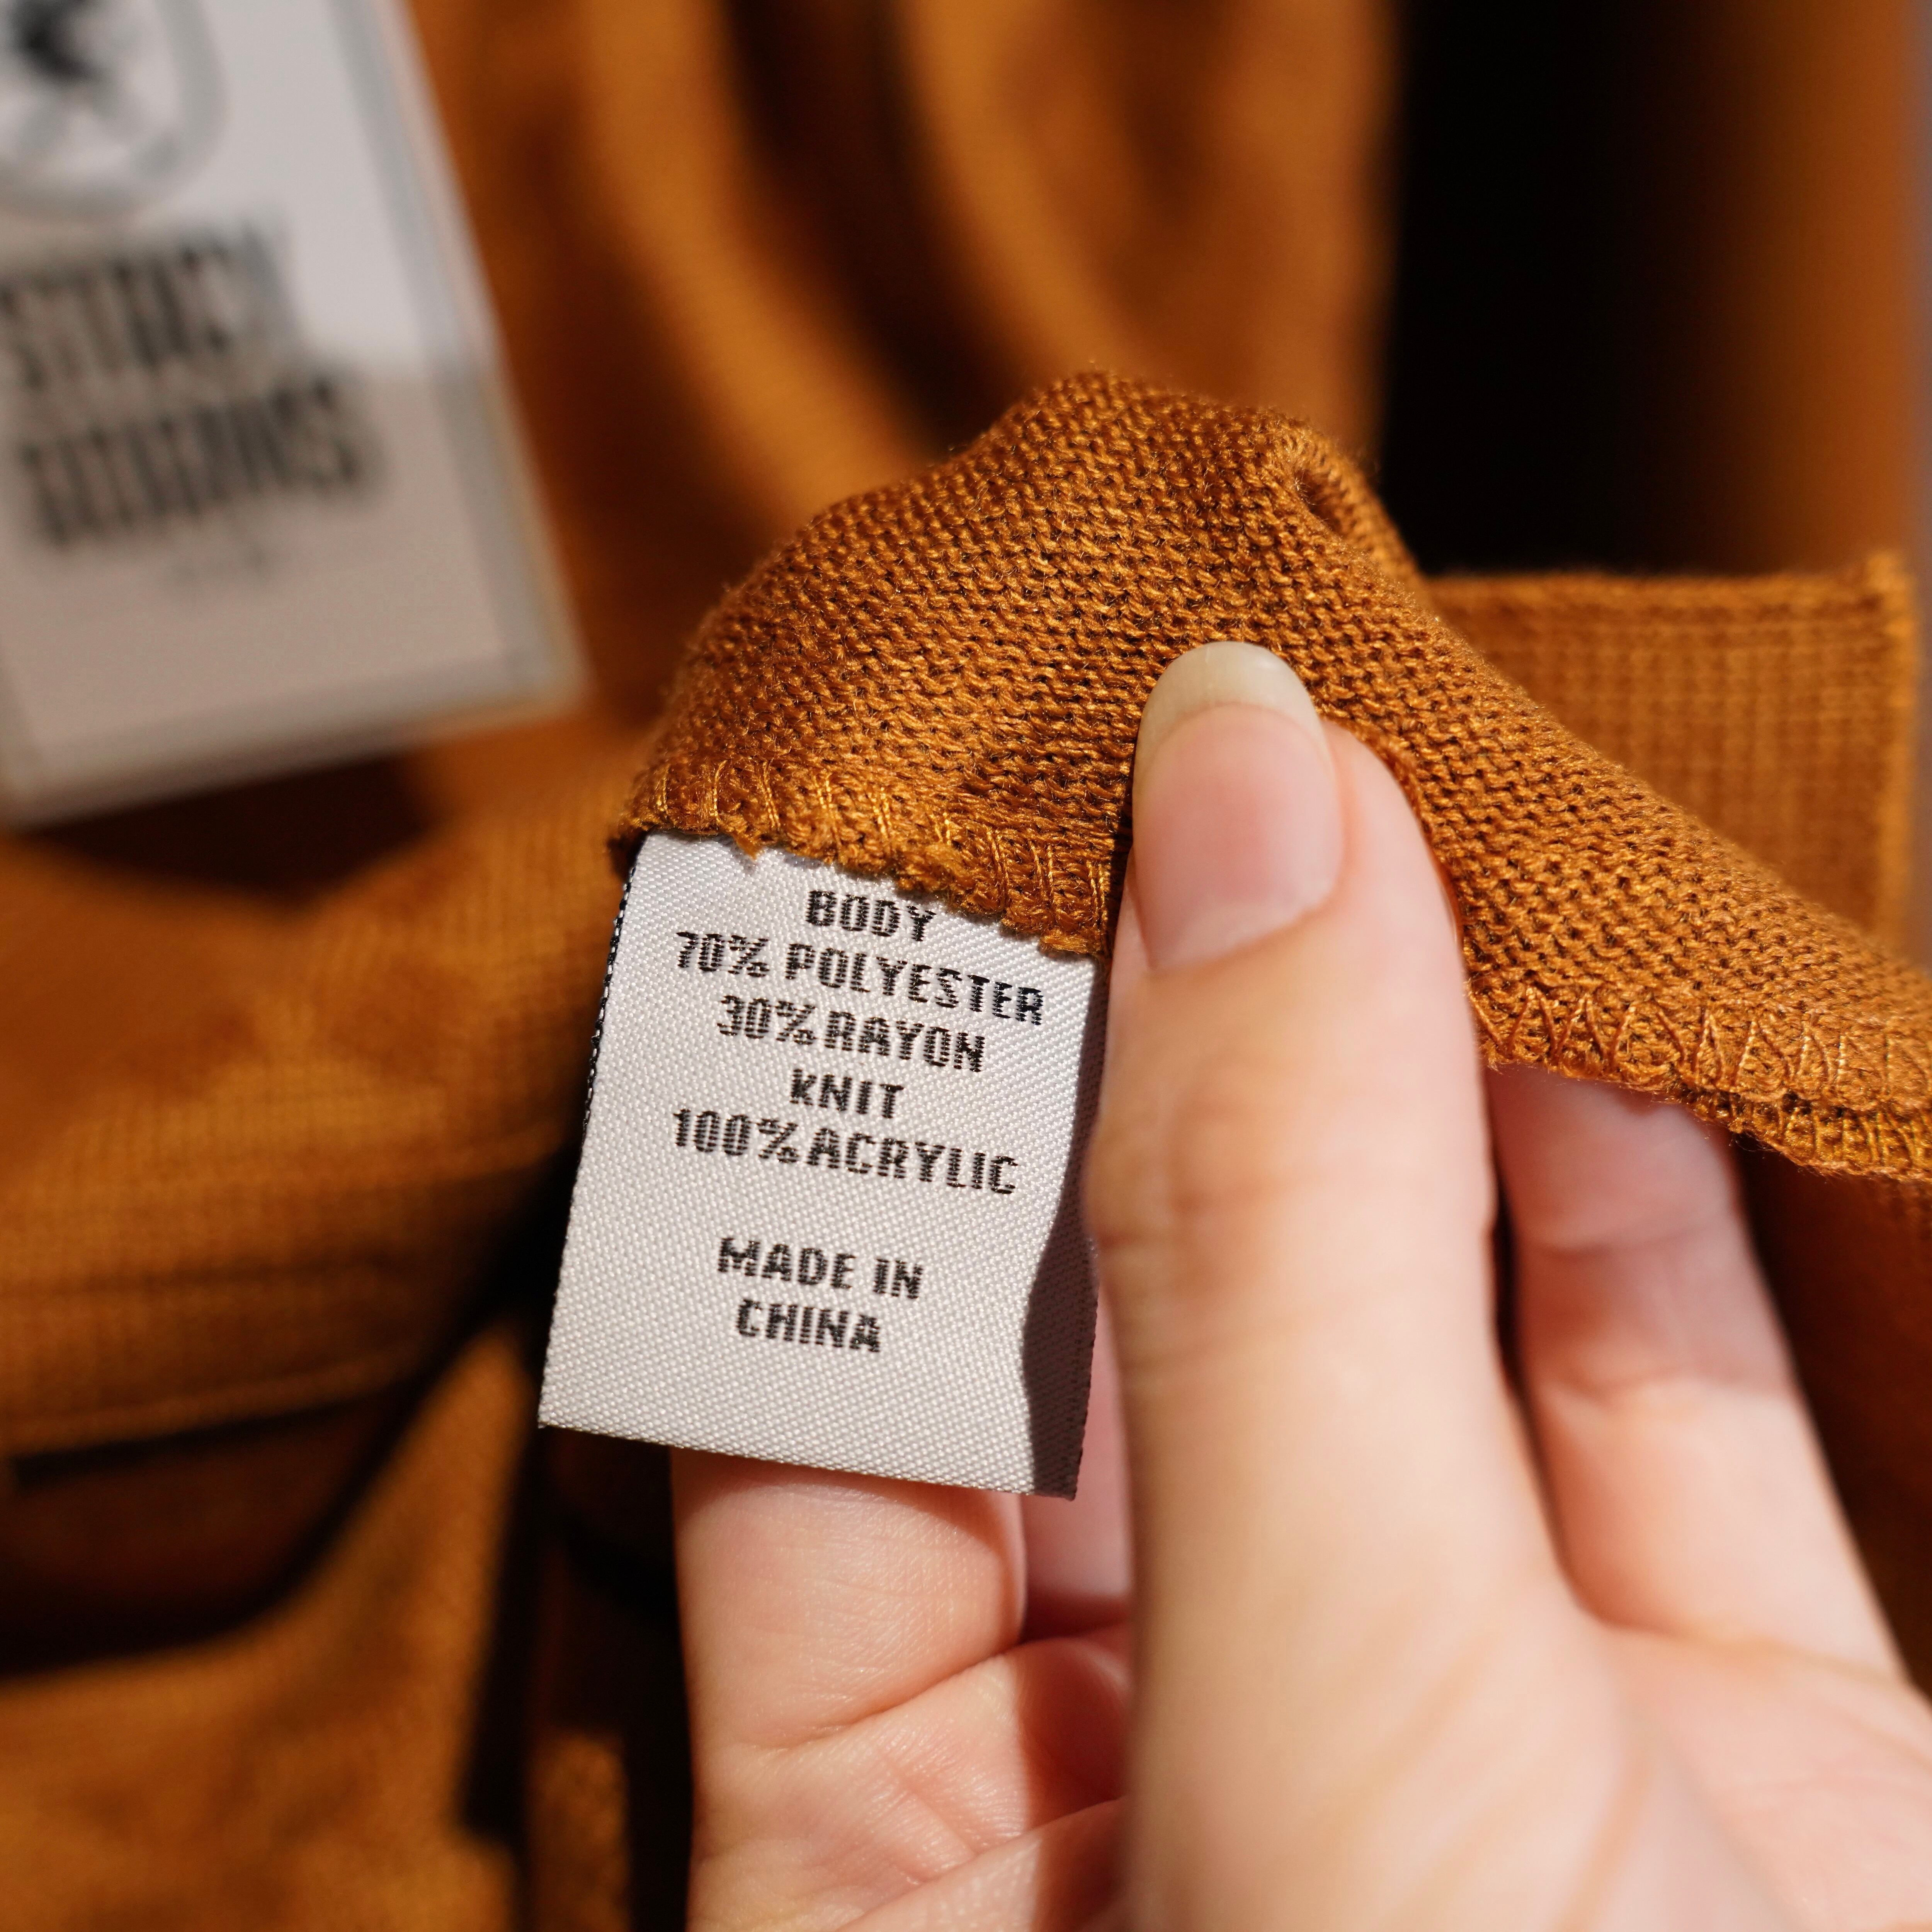 BODY
70% POLYESTER
30% RAYON
KNIT
100% ACRYLIC
MADE IN
CHINA